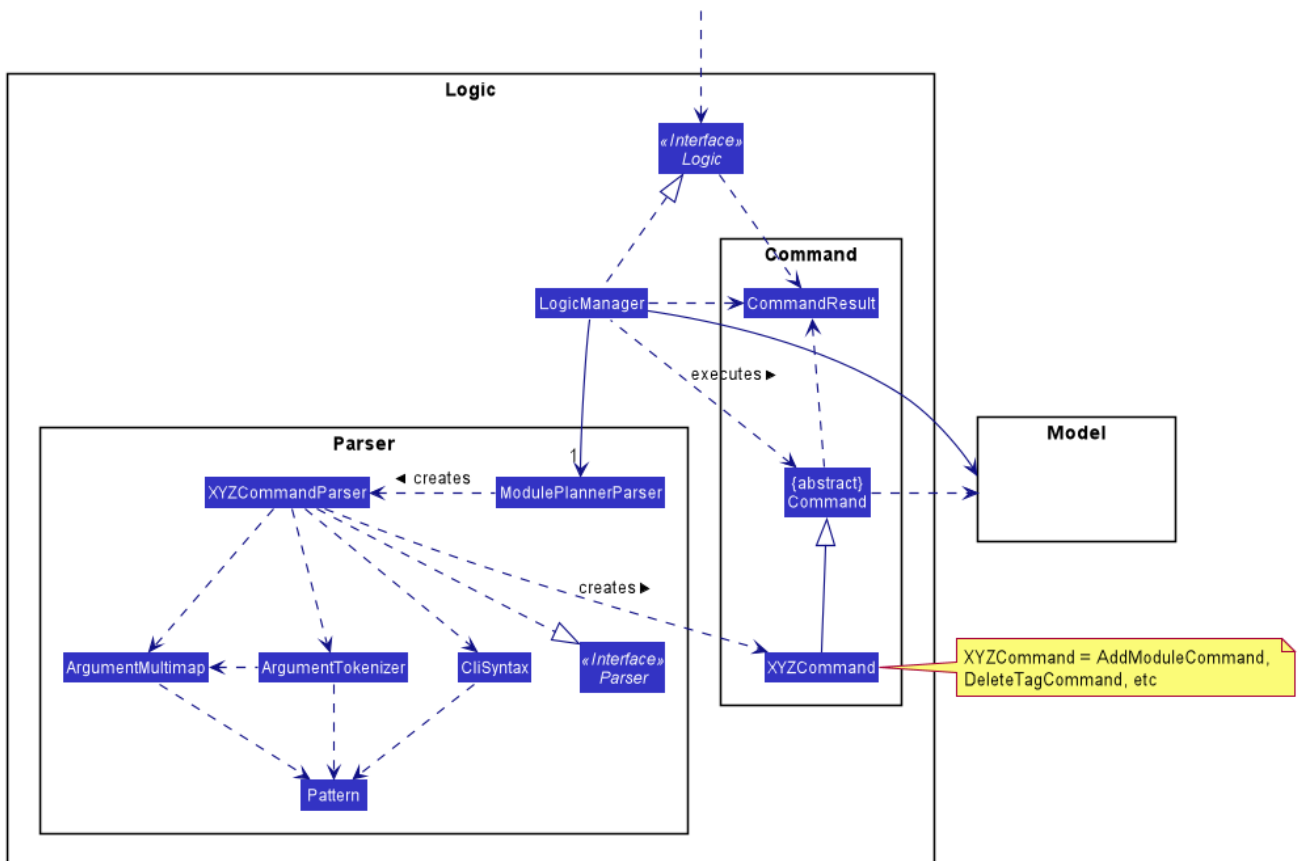 Logic
«Interface»
Logic
Command
LogicManager
CommandResult
executes ►
Model
Parser
1
◄ creates
XYZCommandParser
ModulePlannerParser
{abstract}
Command
creates ►
ArgumentMultimap
ArgumentTokenizer
CliSyntax
«Interface»
Parser
XYZCommand
XYZCommand = AddModuleCommand,
DeleteTagCommand, etc
Pattern